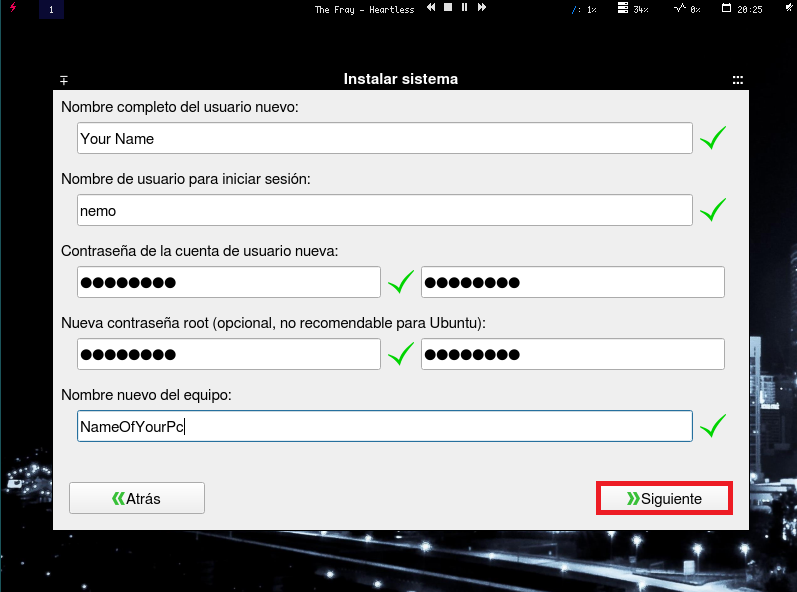 1 The Fray - Heartless /: 1% 34% 0% 20:25
Instalar sistema
Nombre completo del usuario nuevo:
Your Name
Nombre de usuario para iniciar sesión:
nemo
Contraseña de la cuenta de usuario nueva:
Nueva contraseña root (opcional, no recomendable para Ubuntu):
Nombre nuevo del equipo:
NameOfYourPc
Atrás Siguiente